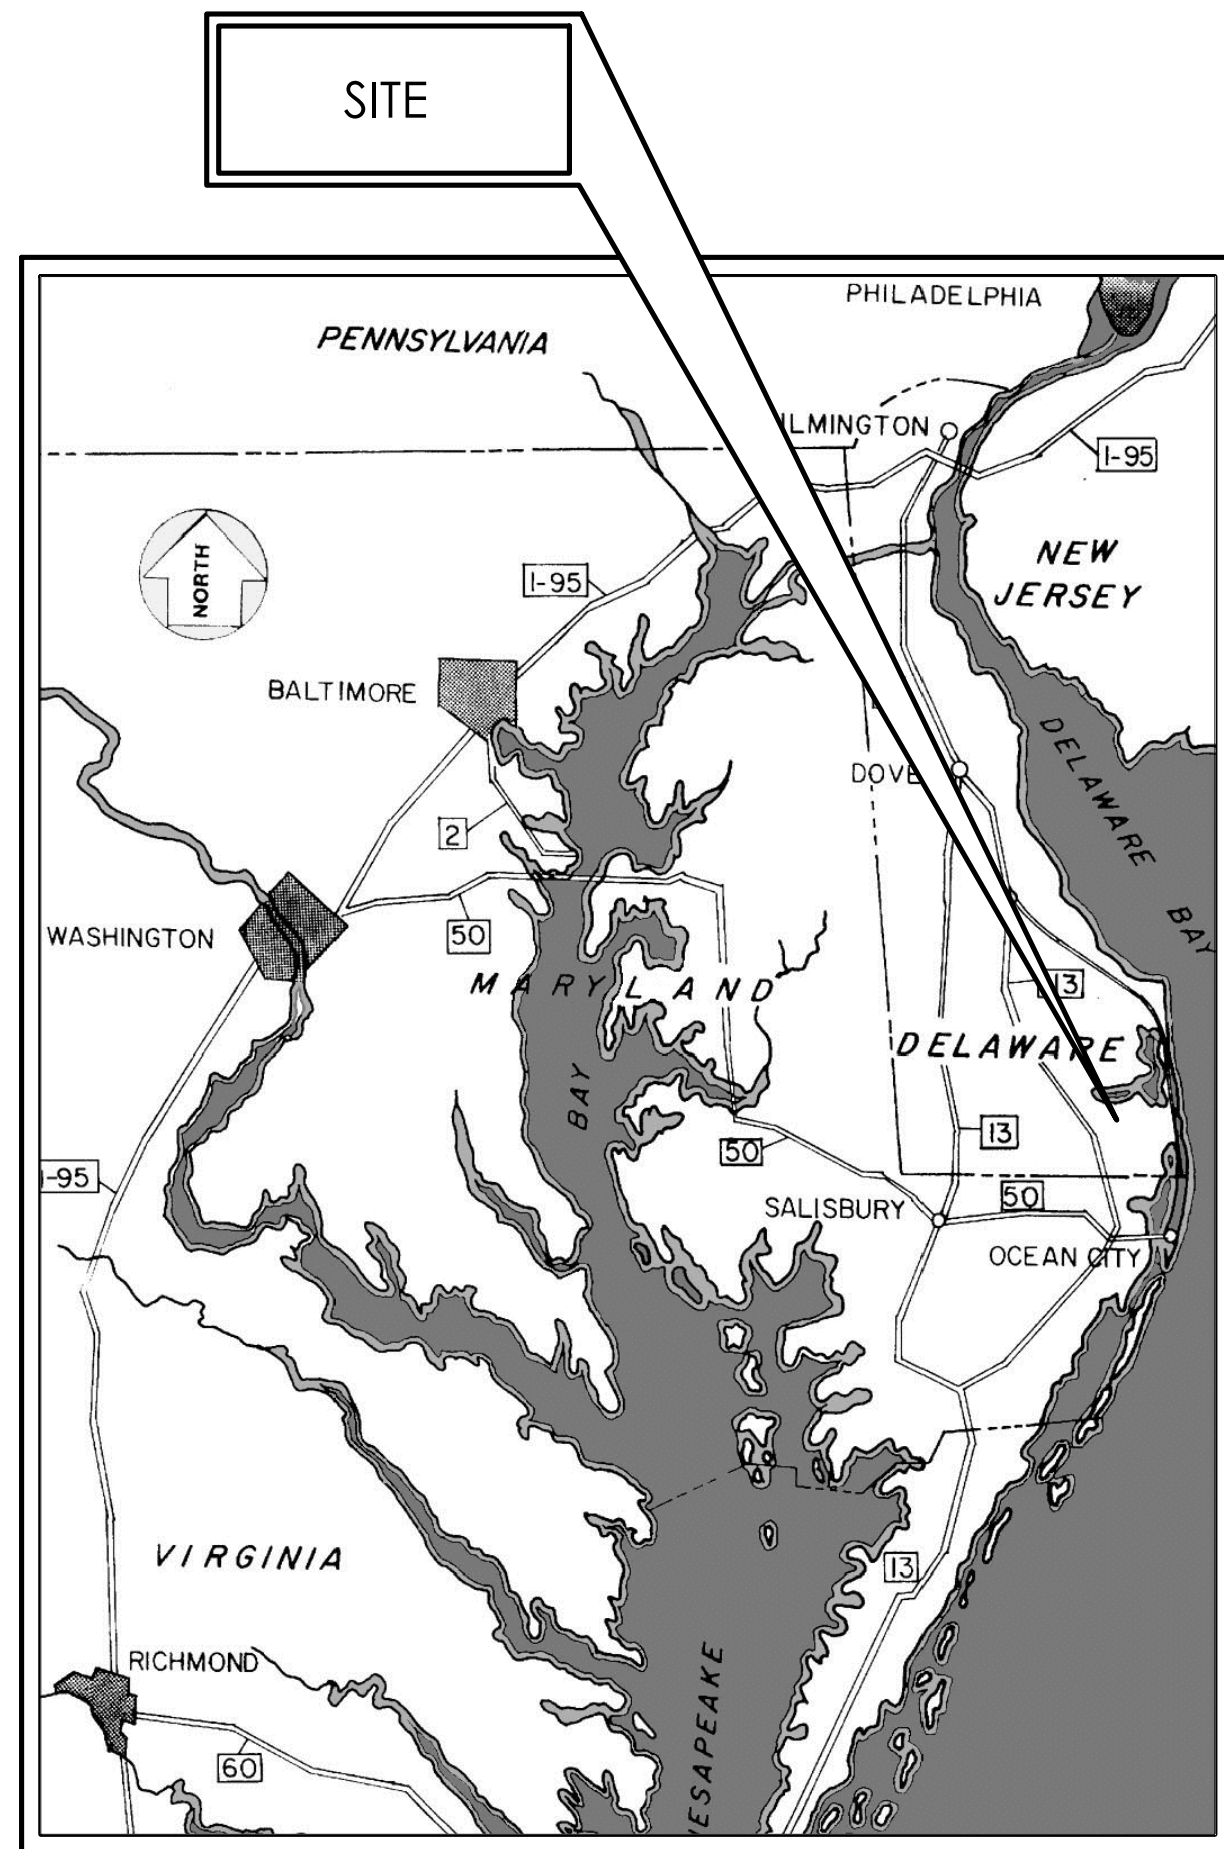 SITE
PHILADELPHIA
PENNSYLVANIA
ILMINGTON
I-95
NEW
JERSEY
NORTH
I-95
BALTIMORE
DELAWARE
BAY
DOVE
2
WASHINGTON
50
MARYLAND
13
DELAWARE
BAY
13
50
I-95
SALISBURY
50
OCEAN CITY
VIRGINIA
13
RICHMOND
60
ESAPEAKE